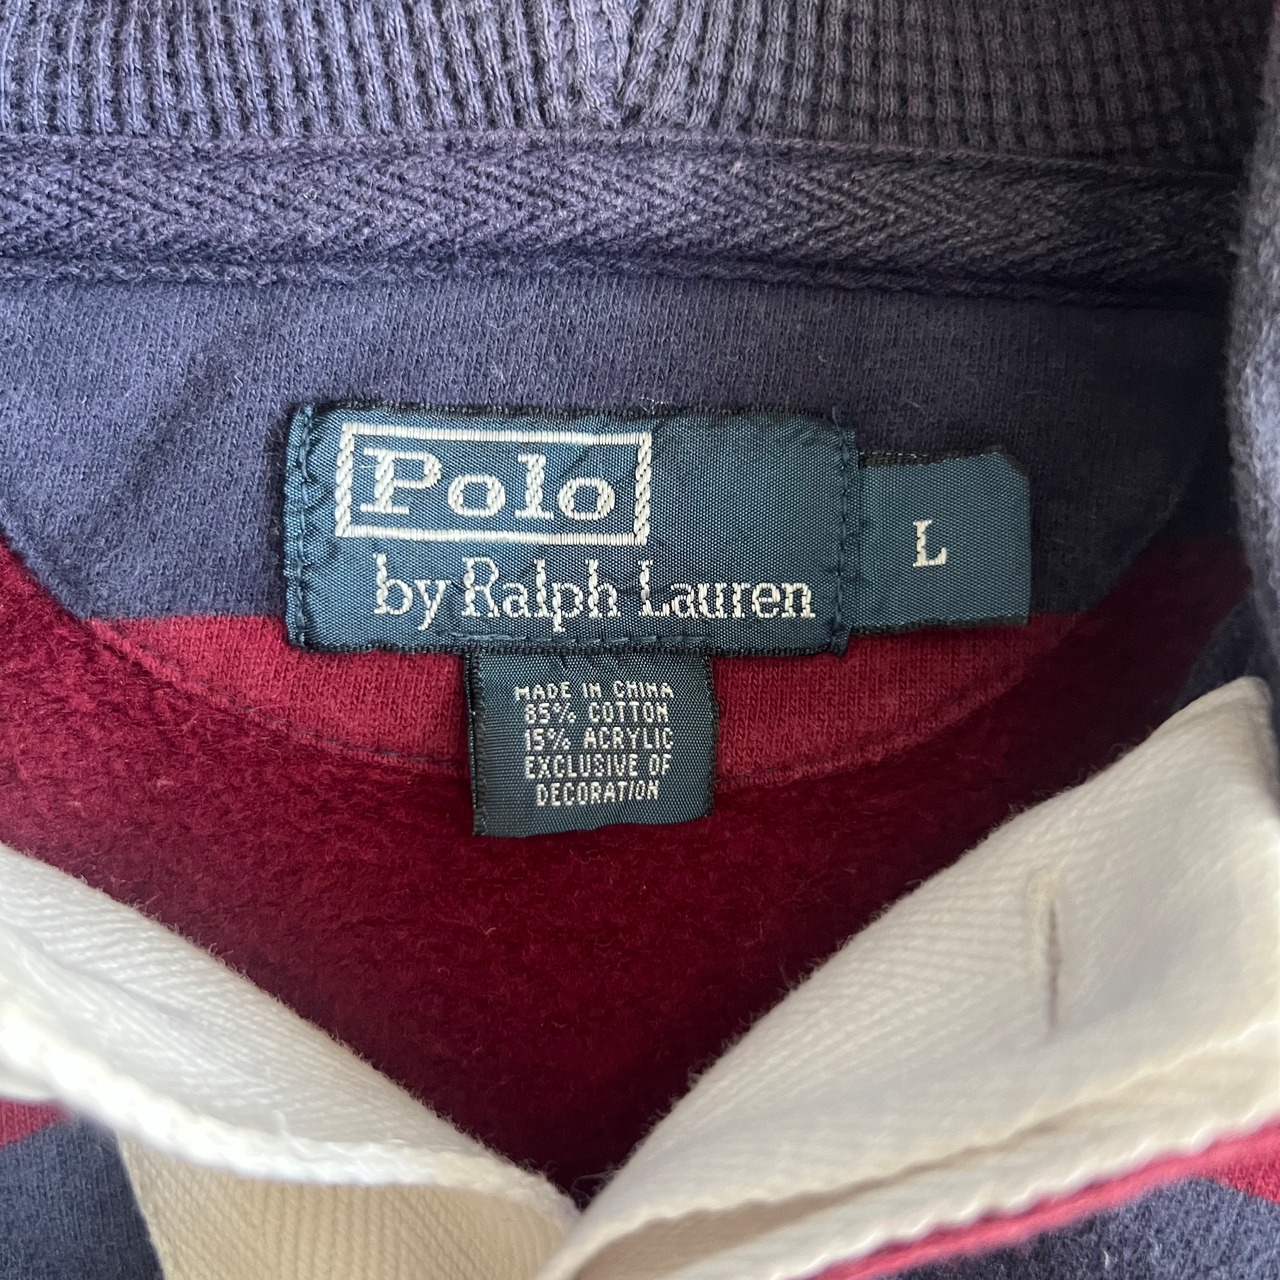 Polo
by Ralph Lauren
L
MADE IN CHINA
85% COTTON
15% ACRYLIC
EXCLUSIVE OF
DECORATION